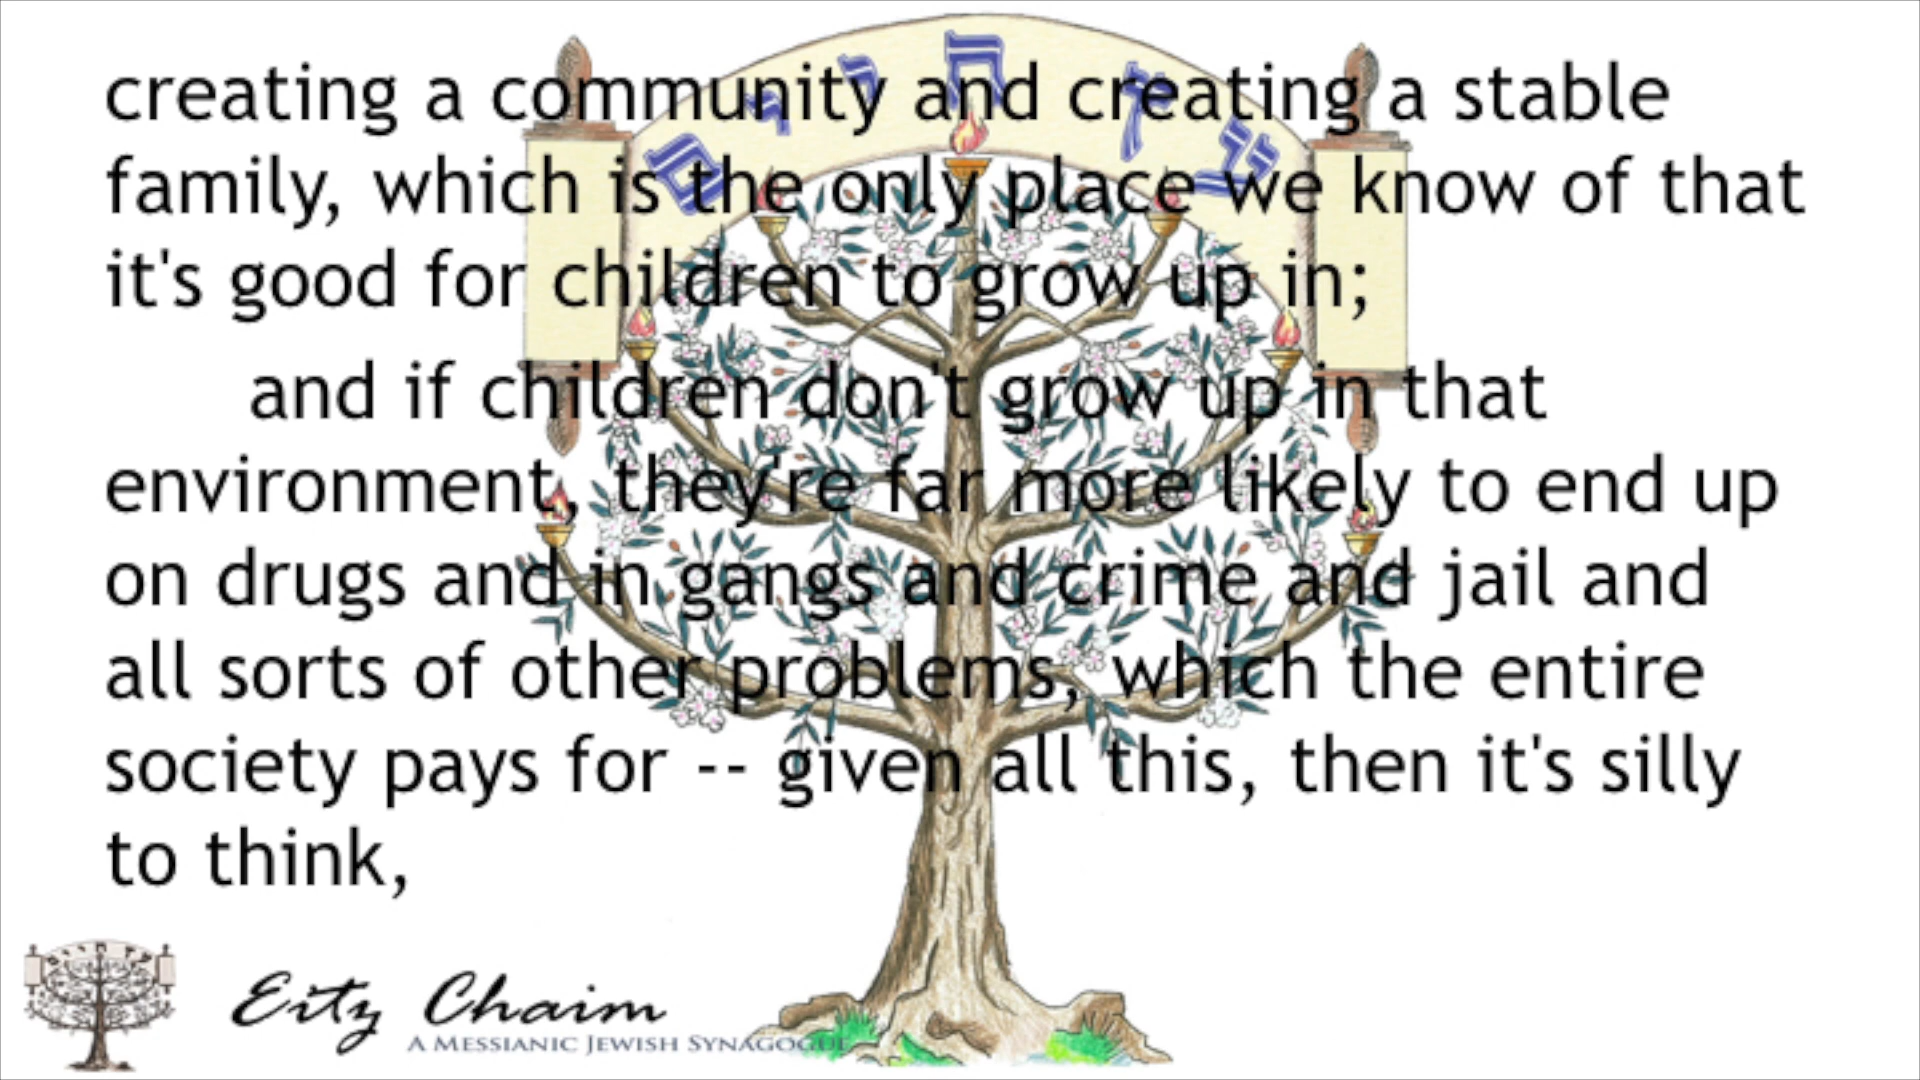 עץ חיים
creating a community and creating a stable
family, which is the only place we know of that
it's good for children to grow up in;
and if children don't grow up in that
environment, they're far more likely to end up
on drugs and in gangs and crime and jail and
all sorts of other problems, which the entire
society pays for -- given all this, then it's silly
to think,
Eitz Chaim
A MESSIANIC JEWISH SYNAGOGUE